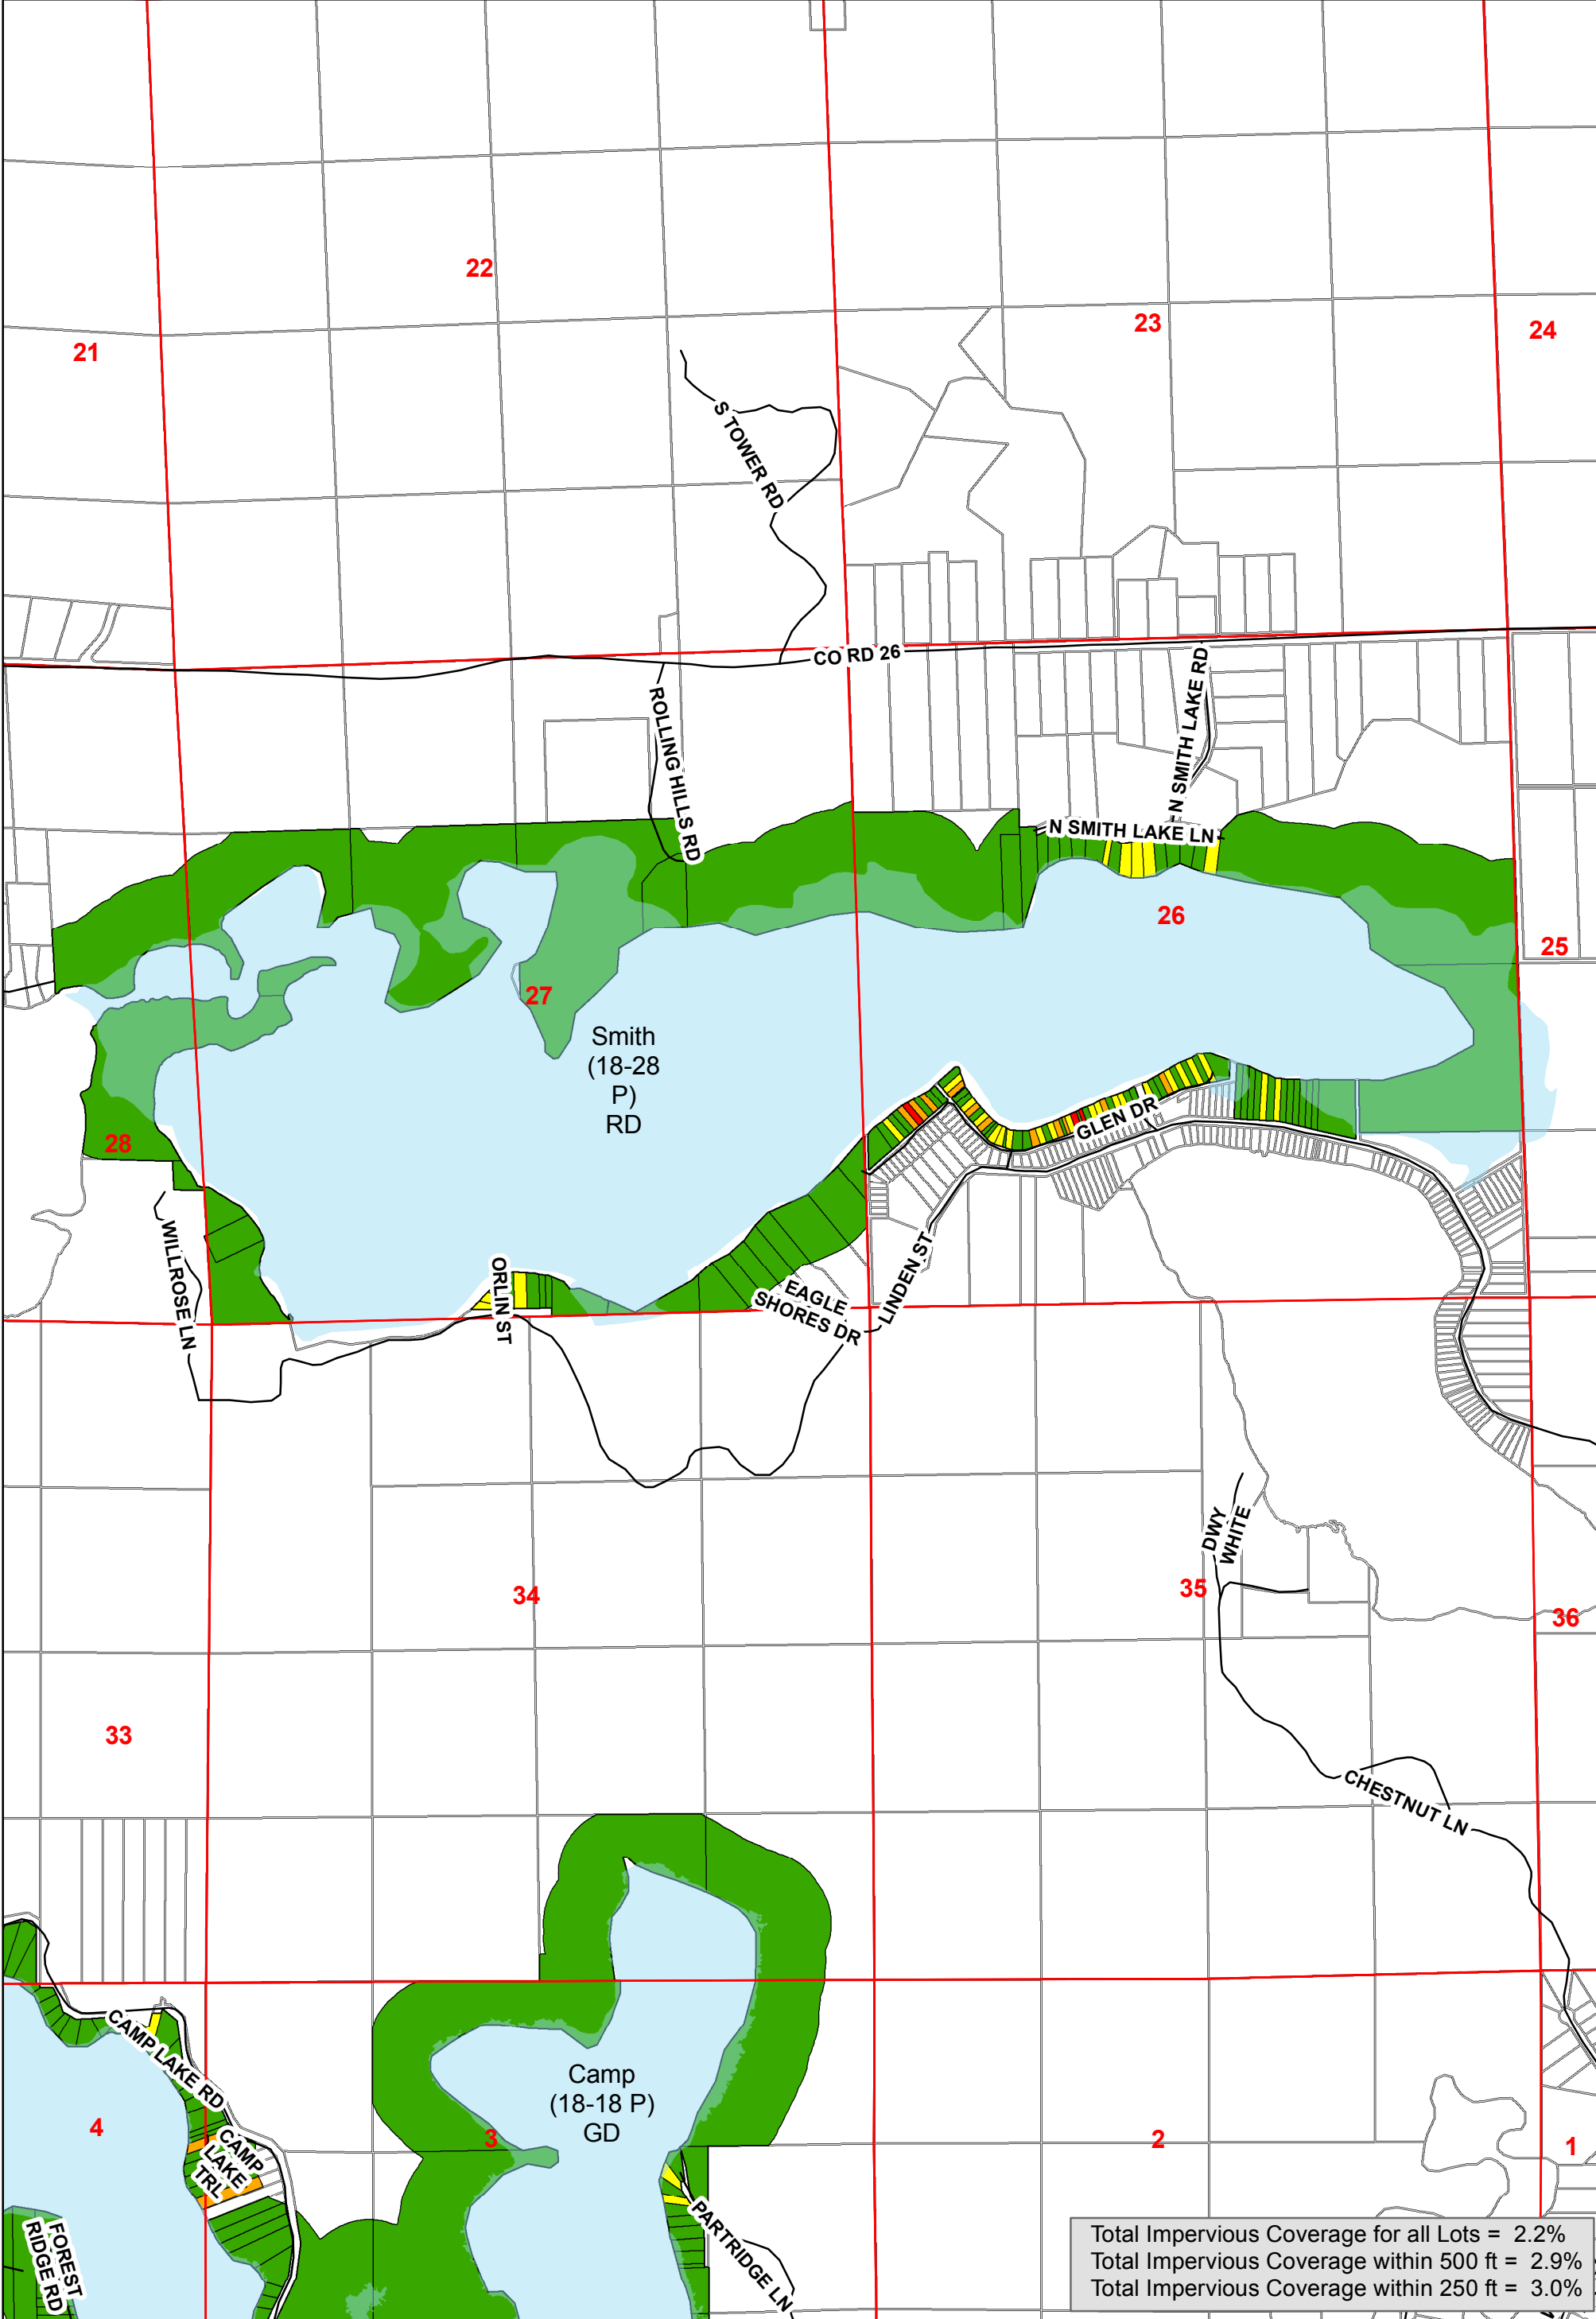 22
23
24
21
S TOWER RD
CO RD 26
ROLLING HILLS RD
N SMITH LAKE RD
N SMITH LAKE LN
26
25
27
Smith
(18-28
P)
RD
GLEN DR
28
WILLROSE LN
ORLIN ST
EAGLE
SHORES DR
LINDEN ST
DWY
WHITE
34
35
36
33
CHESTNUT LN
CAMP LAKE RD
Camp
(18-18 P)
GD
4
3
2
1
CAMP
LAKE
TRL
PARTRIDGE LN
FOREST
RIDGE RD
Total Impervious Coverage for all Lots = 2.2%
Total Impervious Coverage within 500 ft = 2.9%
Total Impervious Coverage within 250 ft = 3.0%